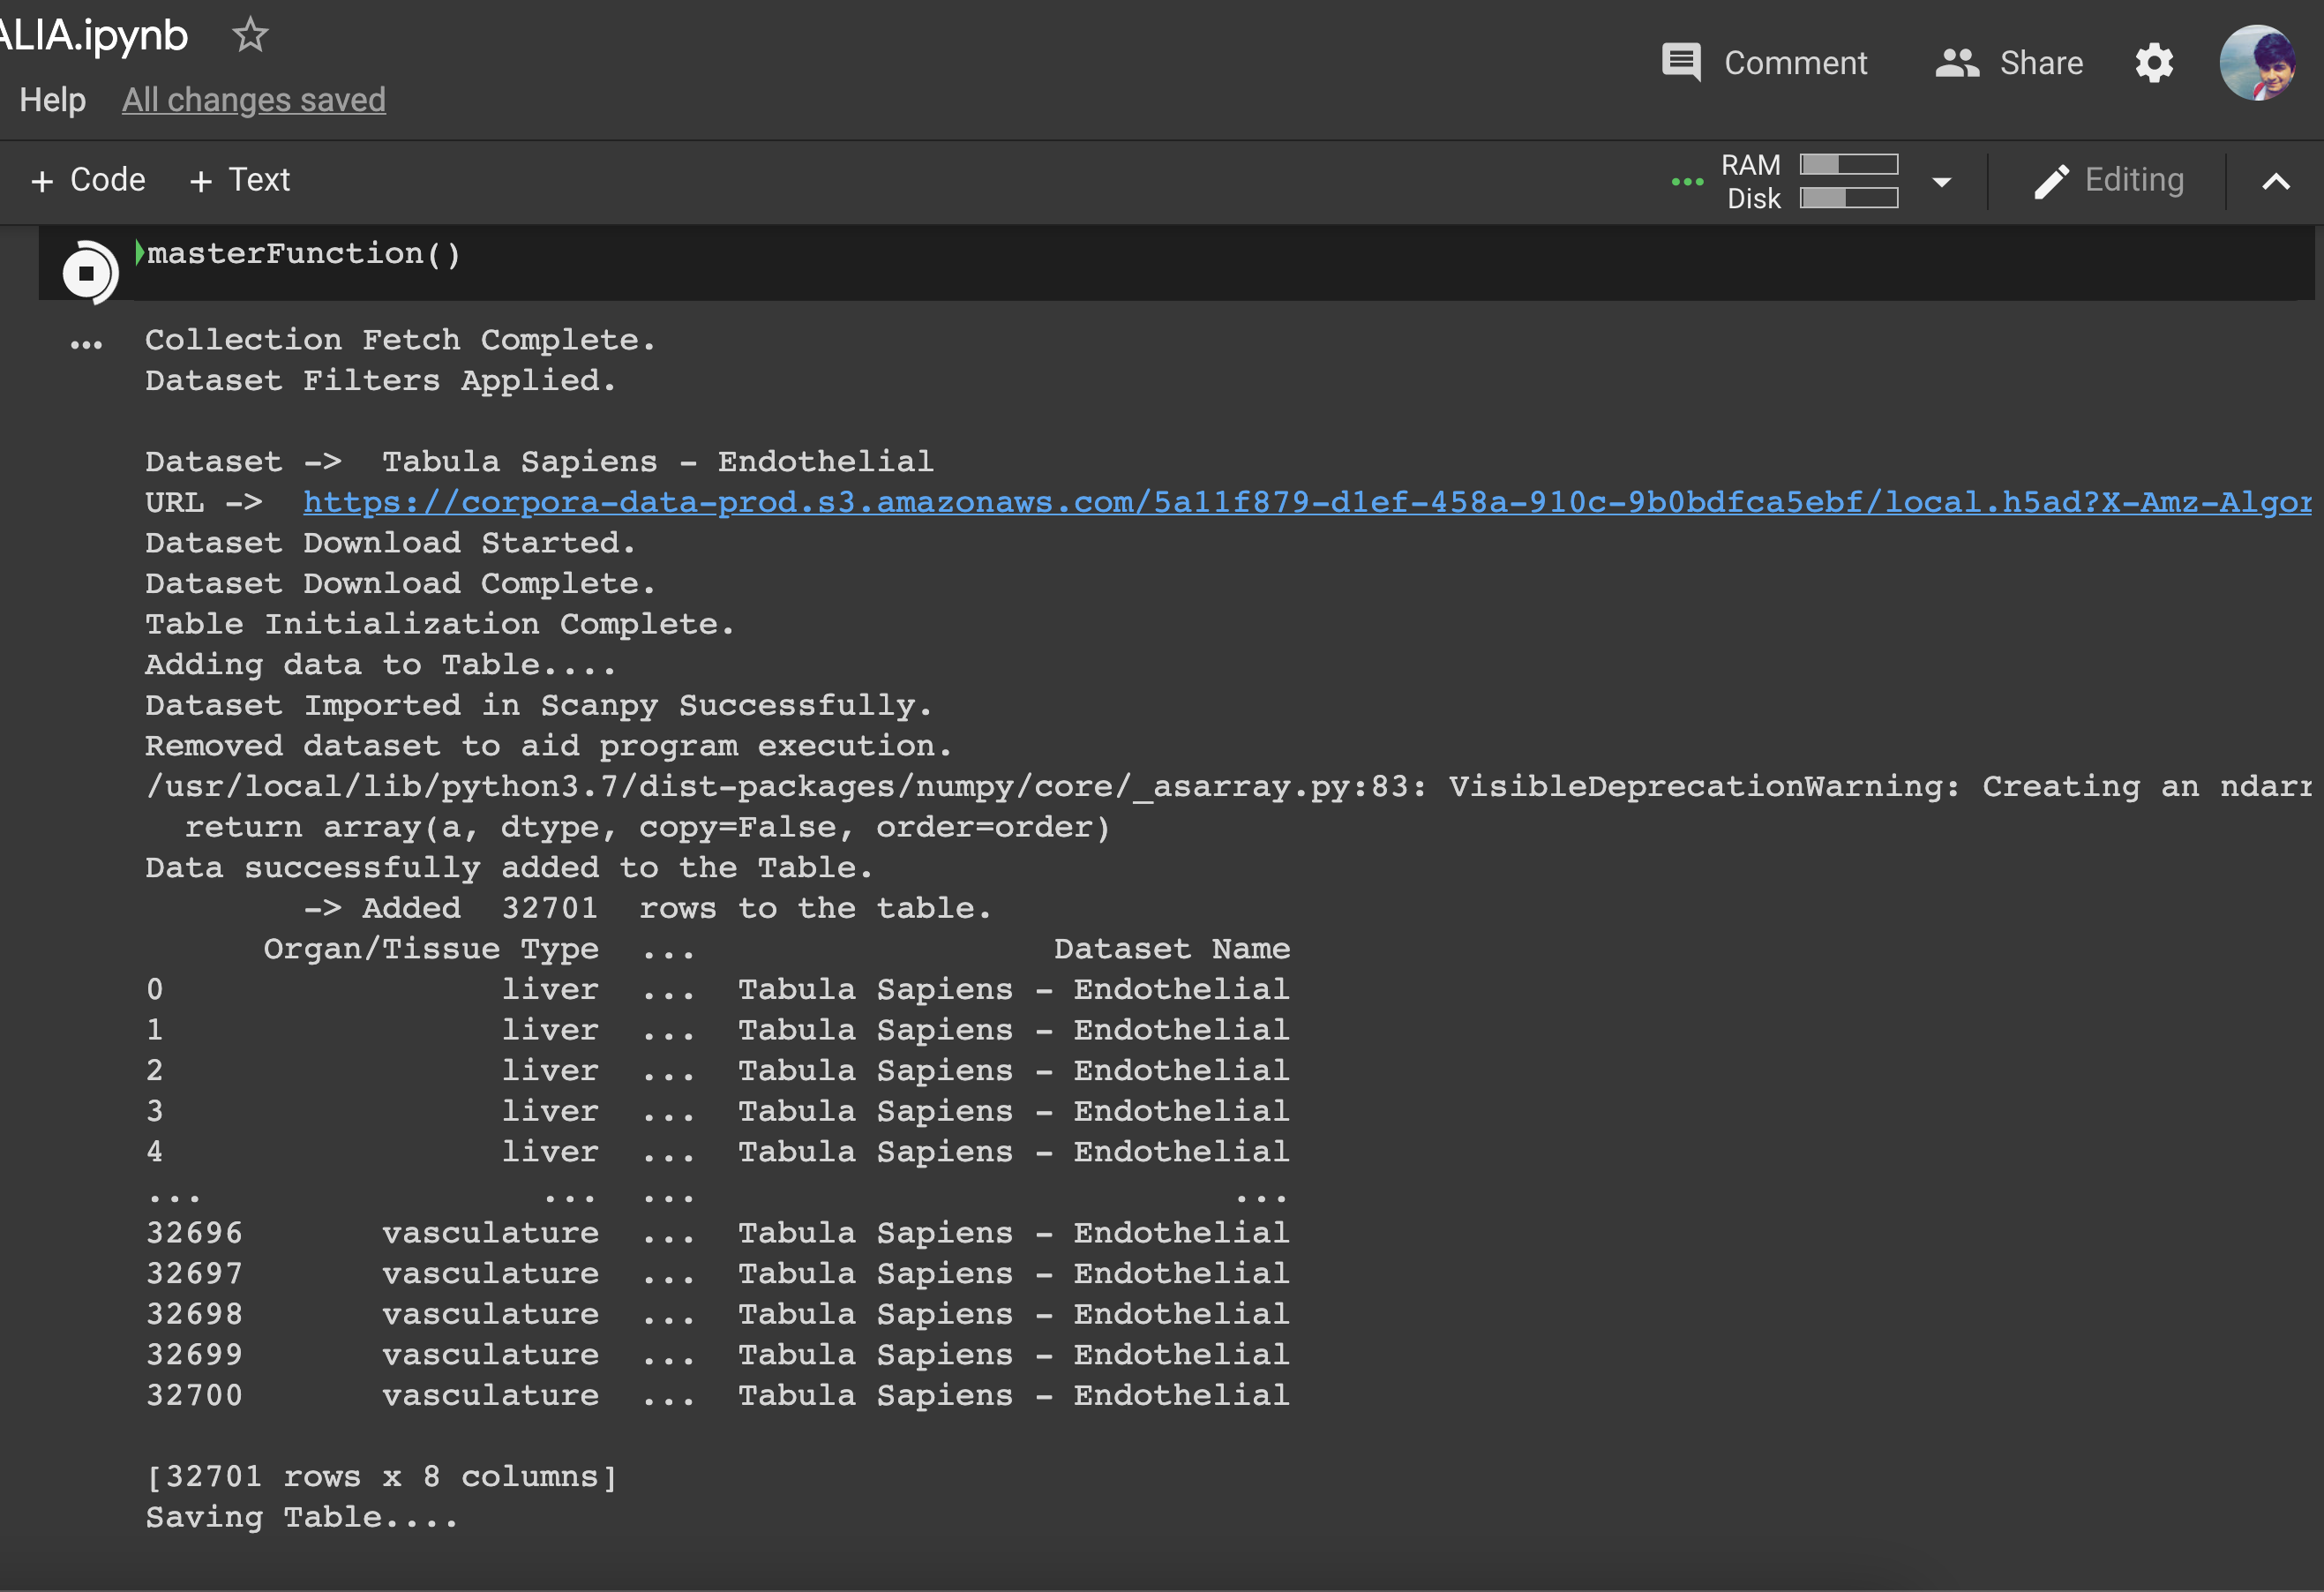 ALIA.ipynb
Comment Share
Help All changes saved
+ Code + Text
RAM
Disk
Editing
masterFunction()
... Collection Fetch Complete.
Dataset Filters Applied.
Dataset -> Tabula Sapiens - Endothelial
URL -> https://corpora-data-prod.s3.amazonaws.com/5a11f879-d1ef-458a-910c-9b0bdfca5ebf/local.h5ad?X-Amz-Algor
Dataset Download Started.
Dataset Download Complete.
Table Initialization Complete.
Adding data to Table....
Dataset Imported in Scanpy Successfully.
Removed dataset to aid program execution.
/usr/local/lib/python3.7/dist-packages/numpy/core/_asarray.py:83: VisibleDeprecationWarning: Creating an ndarr
return array(a, dtype, copy=False, order=order)
Data successfully added to the Table.
-> Added 32701 rows to the table.
Organ/Tissue Type ... Dataset Name
0 liver ... Tabula Sapiens - Endothelial
1 liver ... Tabula Sapiens - Endothelial
2 liver ... Tabula Sapiens - Endothelial
3 liver ... Tabula Sapiens - Endothelial
4 liver ... Tabula Sapiens - Endothelial
... ... ... ...
32696 vasculature ... Tabula Sapiens - Endothelial
32697 vasculature ... Tabula Sapiens - Endothelial
32698 vasculature ... Tabula Sapiens - Endothelial
32699 vasculature ... Tabula Sapiens - Endothelial
32700 vasculature ... Tabula Sapiens - Endothelial
[32701 rows x 8 columns]
Saving Table....